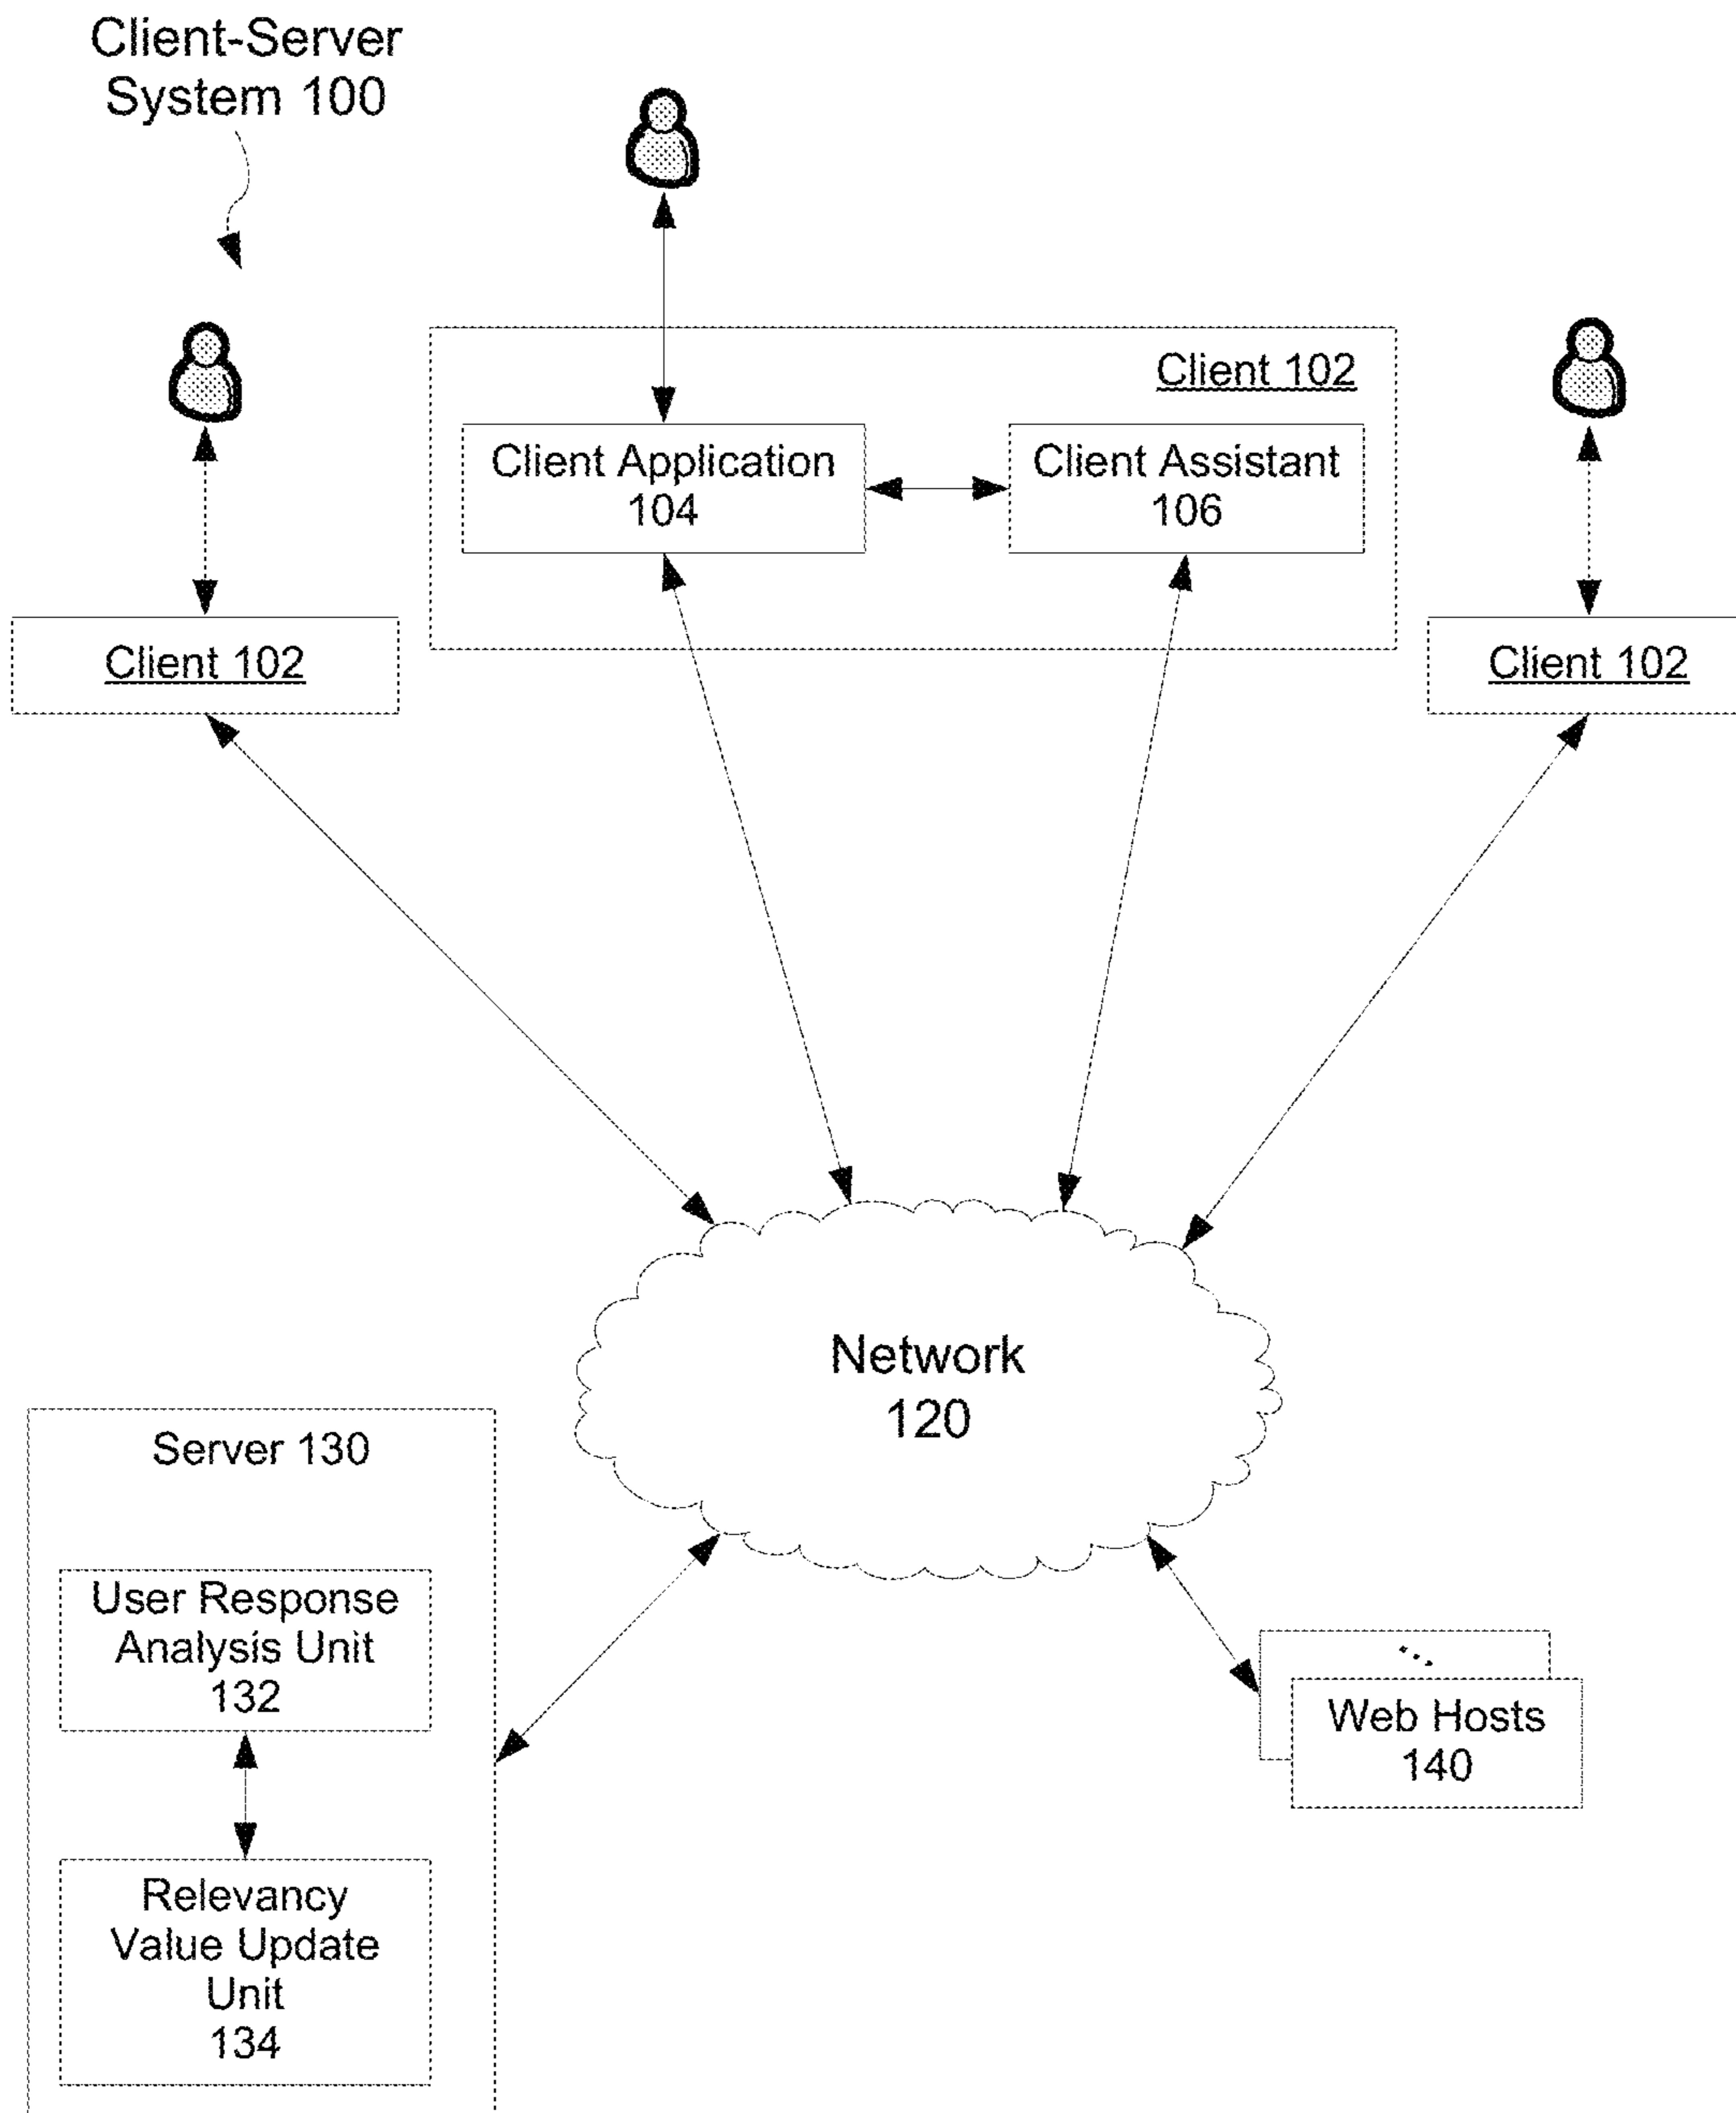 Client-Server
System 100
Client 102
Client Application
104
Client Assistant
106
Client 102
Client 102
Network
120
Server 130
User Response
Analysis Unit
132
Relevancy
Value Update
Unit
134
Web Hosts
140